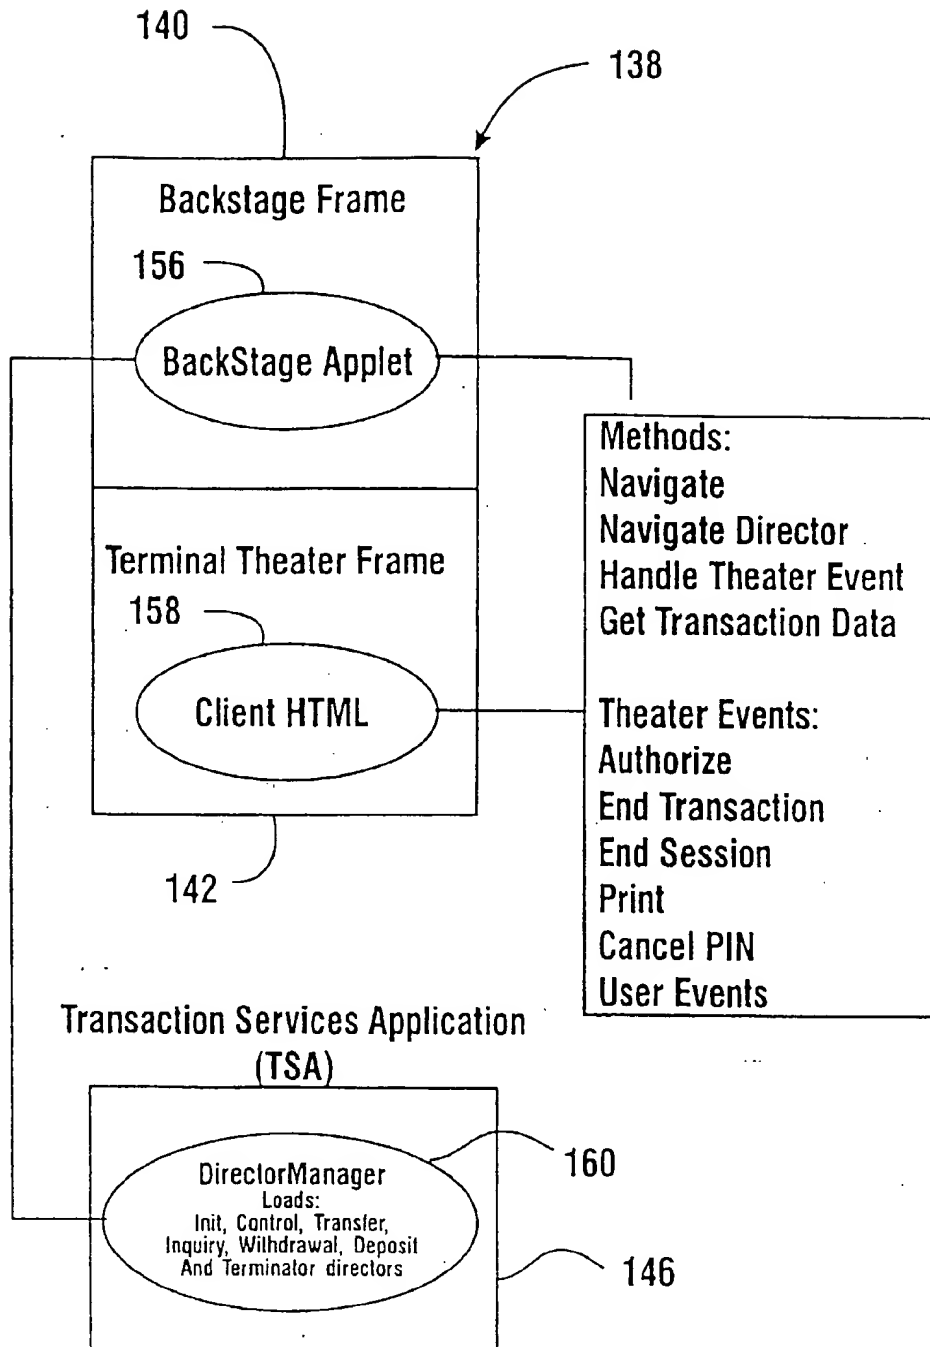 140
138
Backstage Frame
156
BackStage Applet
Methods:
Navigate
Navigate Director
Handle Theater Event
Get Transaction Data
Terminal Theater Frame
158
Client HTML
Theater Events:
Authorize
End Transaction
End Session
Print
Cancel PIN
User Events
142
Transaction Services Application
(TSA)
160
DirectorManager
Loads:
Init, Control, Transfer,
Inquiry, Wilhdrawal, Deposit
And Terminator directors
146